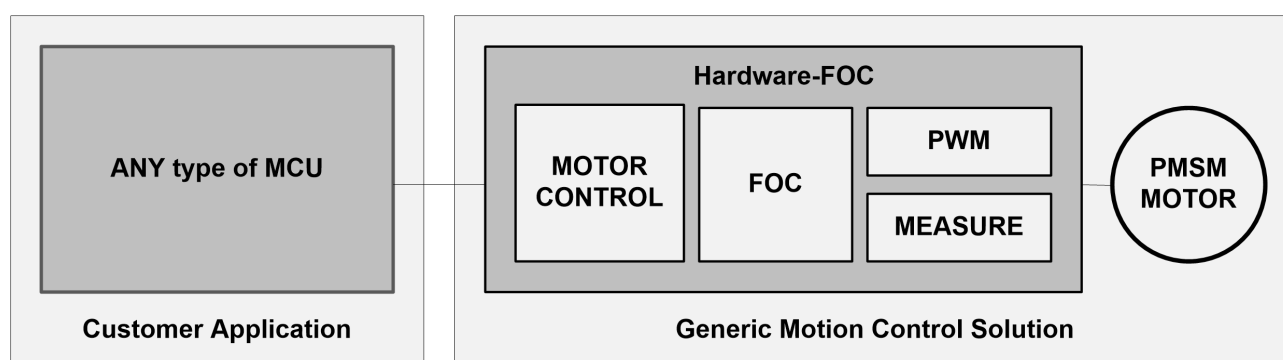 ANY type of MCU
Customer Application
Hardware-FOC
MOTOR
CONTROL
FOC
PWM
MEASURE
PMSM
MOTOR
Generic Motion Control Solution